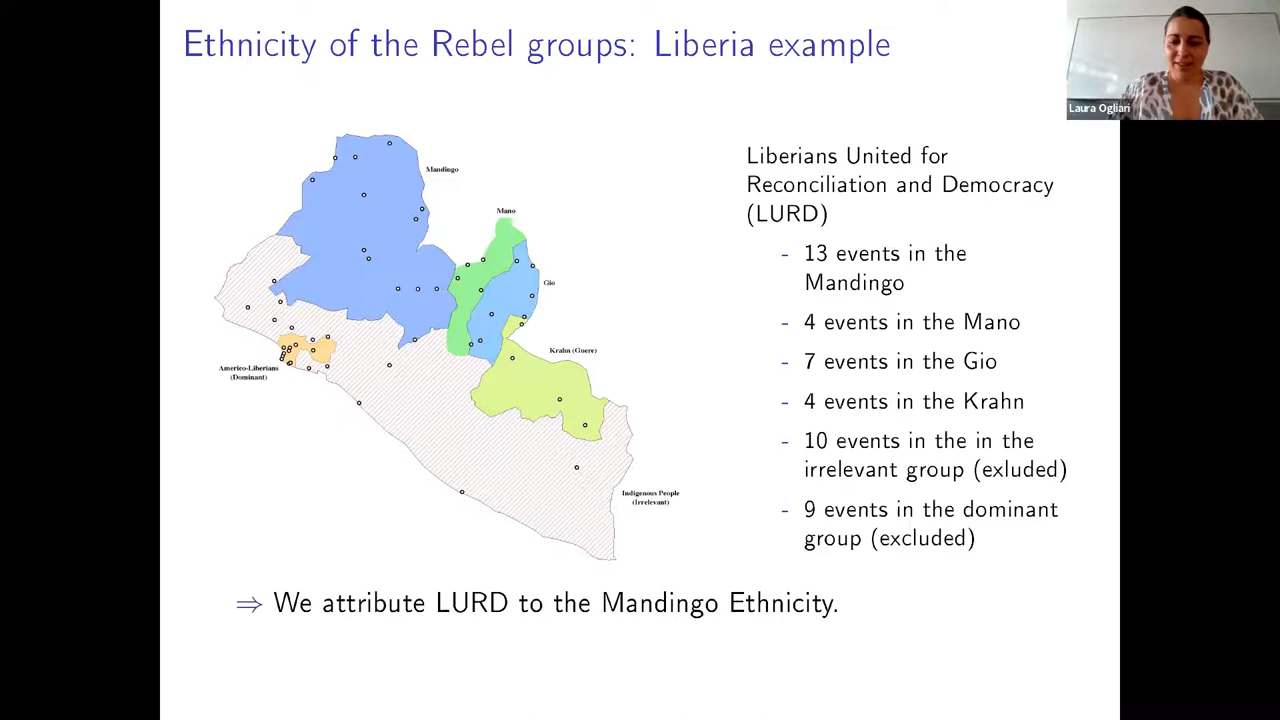 Ethnicity of the Rebel groups: Liberia example
Laura Ogliari
Mandingo
Mano
Gio
Krahn (Guere)
Americo-Liberians
(Dominant)
Indigenous People
(Irrelevant)
Liberians United for
Reconciliation and Democracy
(LURD)
- 13 events in the
Mandingo
- 4 events in the Mano
- 7 events in the Gio
- 4 events in the Krahn
- 10 events in the in the
irrelevant group (exluded)
- 9 events in the dominant
group (excluded)
⇒ We attribute LURD to the Mandingo Ethnicity.